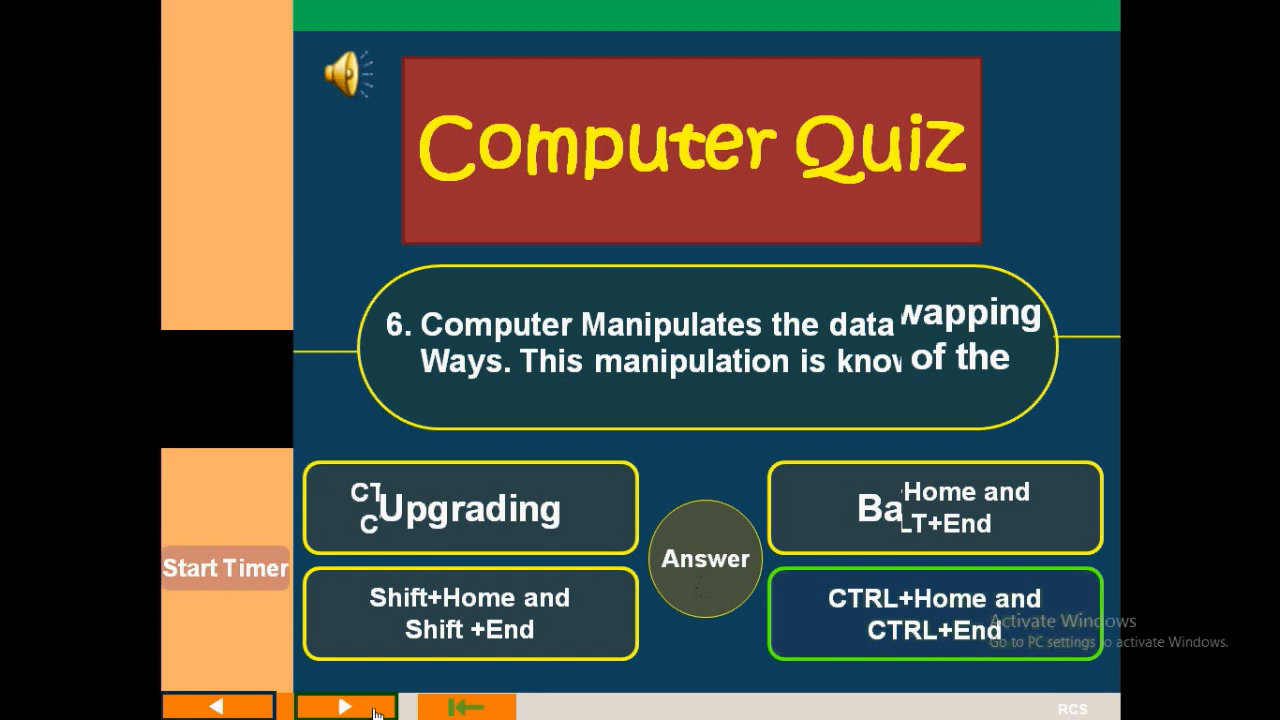 Computer Quiz
6. Computer Manipulates the data wapping
Ways. This manipulation is know of the
CT Upgrading
C
Ba Home and
LT+End
Answer
Start Timer
Shift+Home and
Shift +End
CTRL+Home and
CTRL+End
Activate Windows
Go to PC settings to activate Windows.
RCS